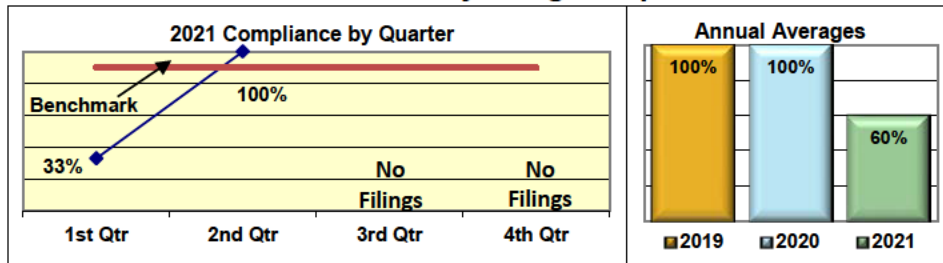 2021 Compliance by Quarter
Benchmark
100%
33%
No
Filings
No
Filings
1st Qtr
2nd Qtr
3rd Qtr
4th Qtr
Annual Averages
100%
100%
60%
2019
2020
2021